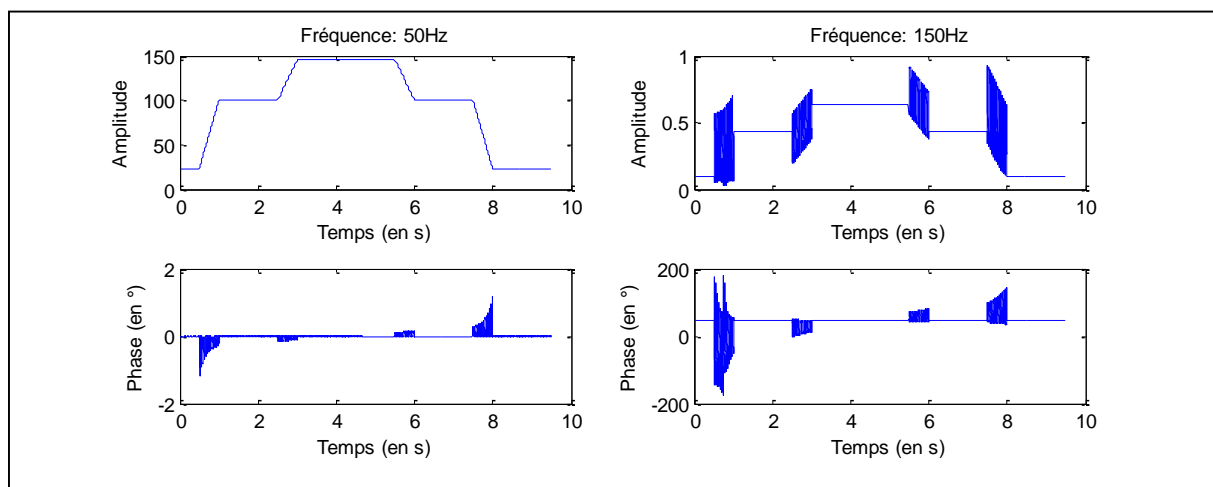 Fréquence: 50Hz
Amplitude
150
100
50
0
0 2 4 6 8 10
Temps (en s)
Fréquence: 150Hz
Amplitude
1
0.5
0
0 2 4 6 8 10
Temps (en s)
Phase (en °)
2
0
-2
0 2 4 6 8 10
Temps (en s)
Phase (en °)
200
0
-200
0 2 4 6 8 10
Temps (en s)